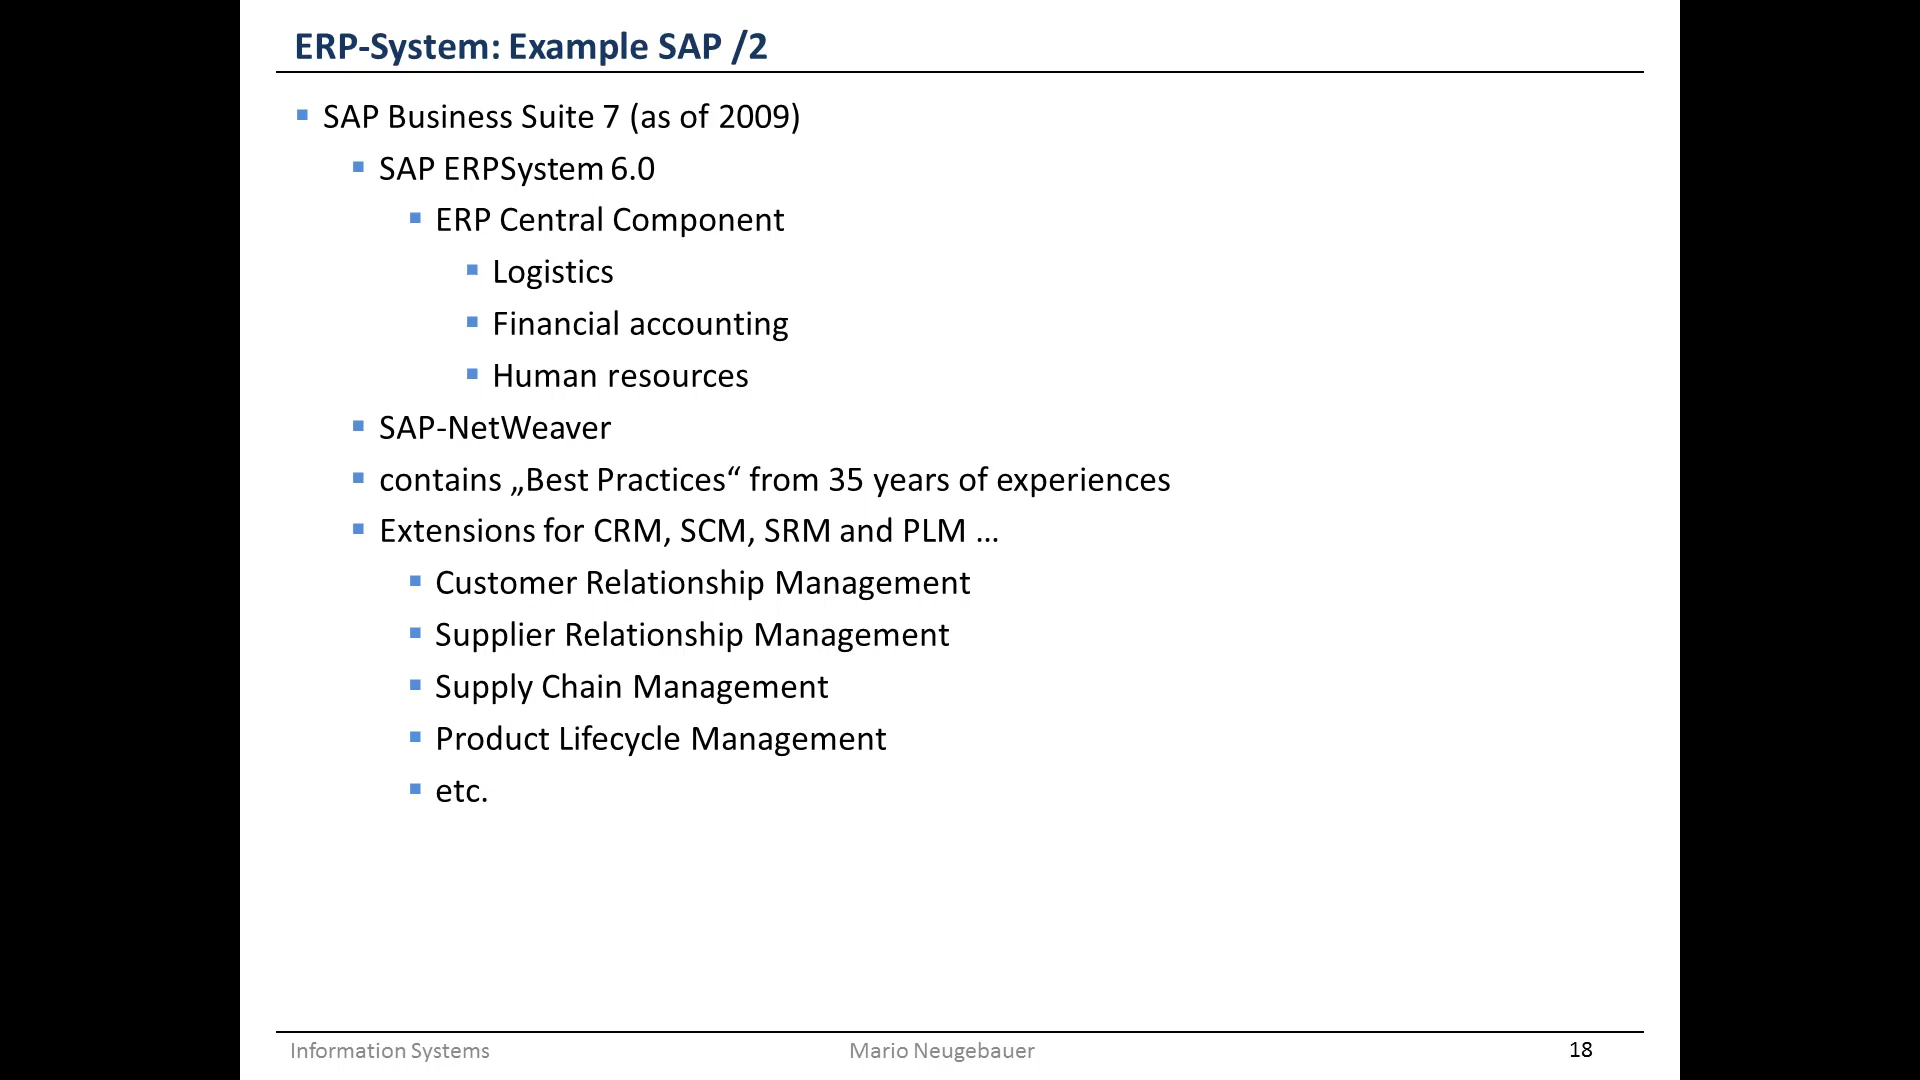 ERP-System: Example SAP /2
SAP Business Suite 7 (as of 2009)
SAP ERPSystem 6.0
ERP Central Component
Logistics
Financial accounting
Human resources
SAP-NetWeaver
contains „Best Practices“ from 35 years of experiences
Extensions for CRM, SCM, SRM and PLM …
Customer Relationship Management
Supplier Relationship Management
Supply Chain Management
Product Lifecycle Management
etc.
Information Systems
Mario Neugebauer
18